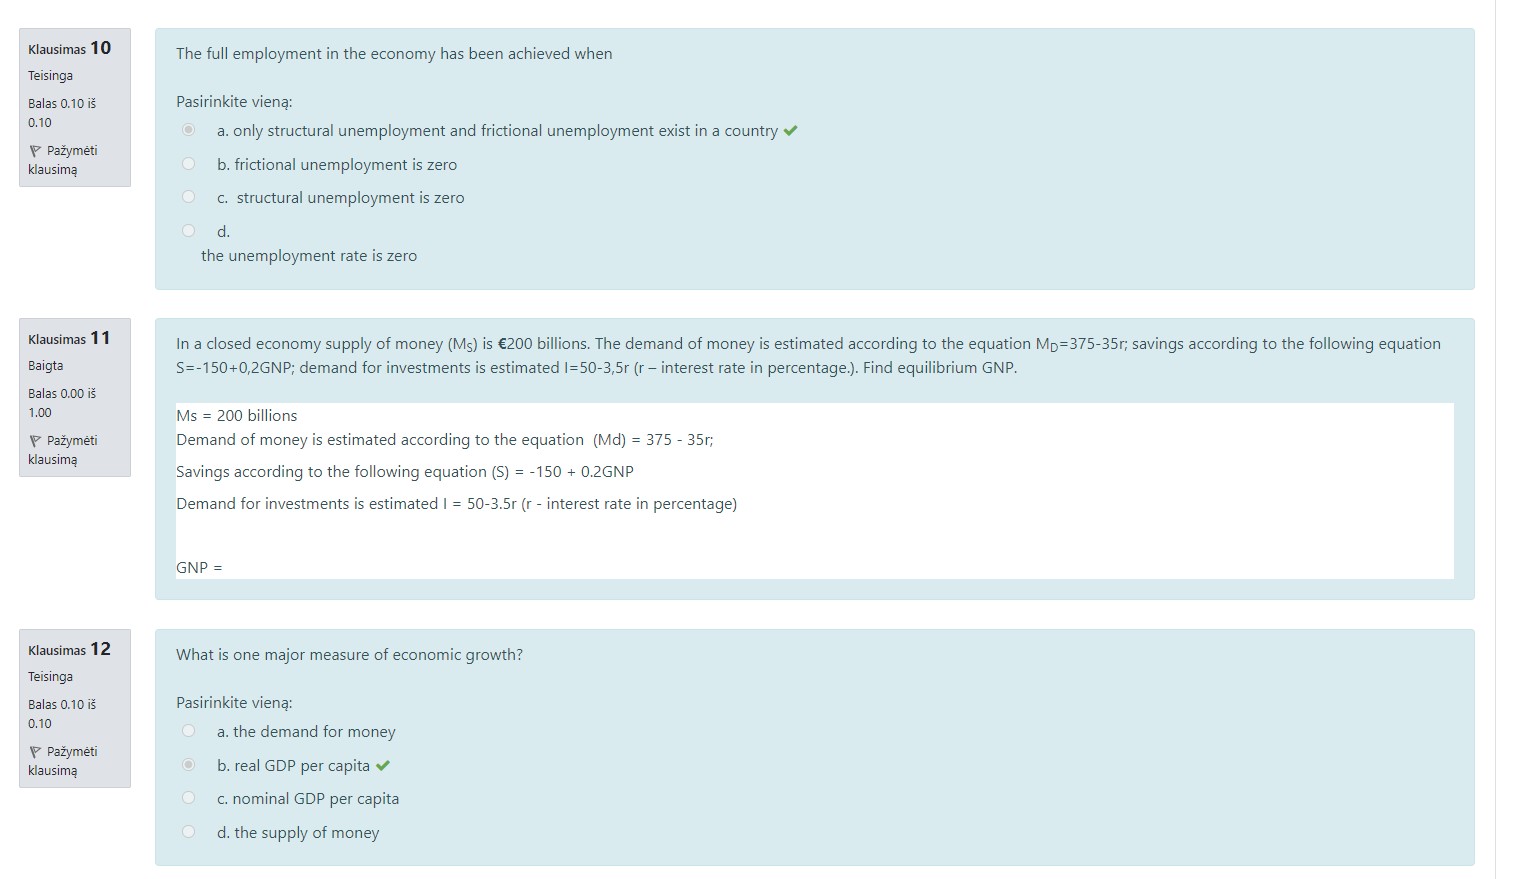 Klausimas 10
Teisinga
Balas 0.10 iš
0.10
Pažymėti
klausimą
The full employment in the economy has been achieved when
Pasirinkite vieną:
a. only structural unemployment and frictional unemployment exist in a country
b. frictional unemployment is zero
c. structural unemployment is zero
d.
the unemployment rate is zero
Klausimas 11
Baigta
Balas 0.00 iš
1.00
Pažymėti
klausimą
In a closed economy supply of money (MS) is €200 billions. The demand of money is estimated according to the equation MD=375-35r; savings according to the following equation
S=-150+0,2GNP; demand for investments is estimated I=50-3,5r (r – interest rate in percentage.). Find equilibrium GNP.
Ms = 200 billions
Demand of money is estimated according to the equation (Md) = 375 - 35r;
Savings according to the following equation (S) = -150 + 0.2GNP
Demand for investments is estimated I = 50-3.5r (r - interest rate in percentage)
GNP =
Klausimas 12
Teisinga
Balas 0.10 iš
0.10
Pažymėti
klausimą
What is one major measure of economic growth?
Pasirinkite vieną:
a. the demand for money
b. real GDP per capita
c. nominal GDP per capita
d. the supply of money